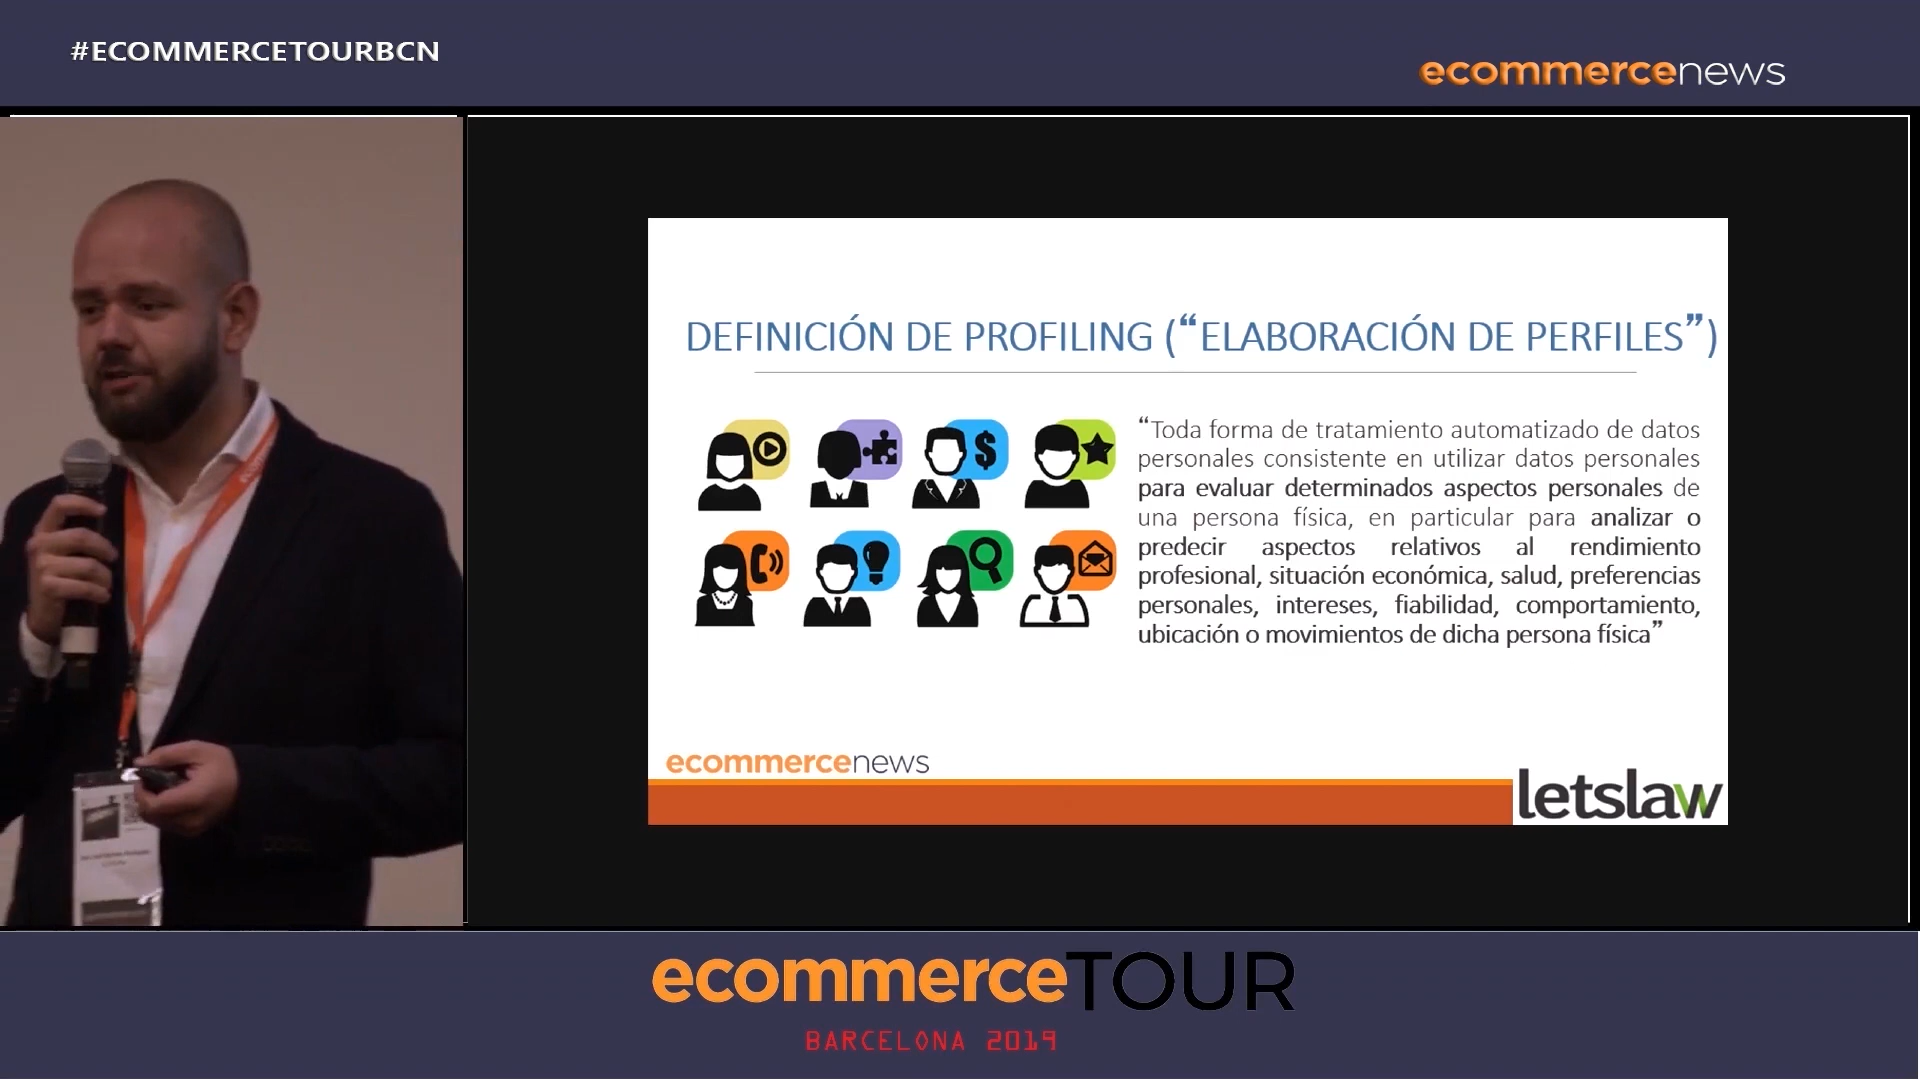 #ECOMMERCETOURBCN
ecommercenews
DEFINICIÓN DE PROFILING (“ELABORACIÓN DE PERFILES”)
“Toda forma de tratamiento automatizado de datos
personales consistente en utilizar datos personales
para evaluar determinados aspectos personales de
una persona física, en particular para analizar o
predecir aspectos relativos al rendimiento
profesional, situación económica, salud, preferencias
personales, intereses, fiabilidad, comportamiento,
ubicación o movimientos de dicha persona física”
ecommercenews
letslaw
ecommerceTOUR
BARCELONA 2019